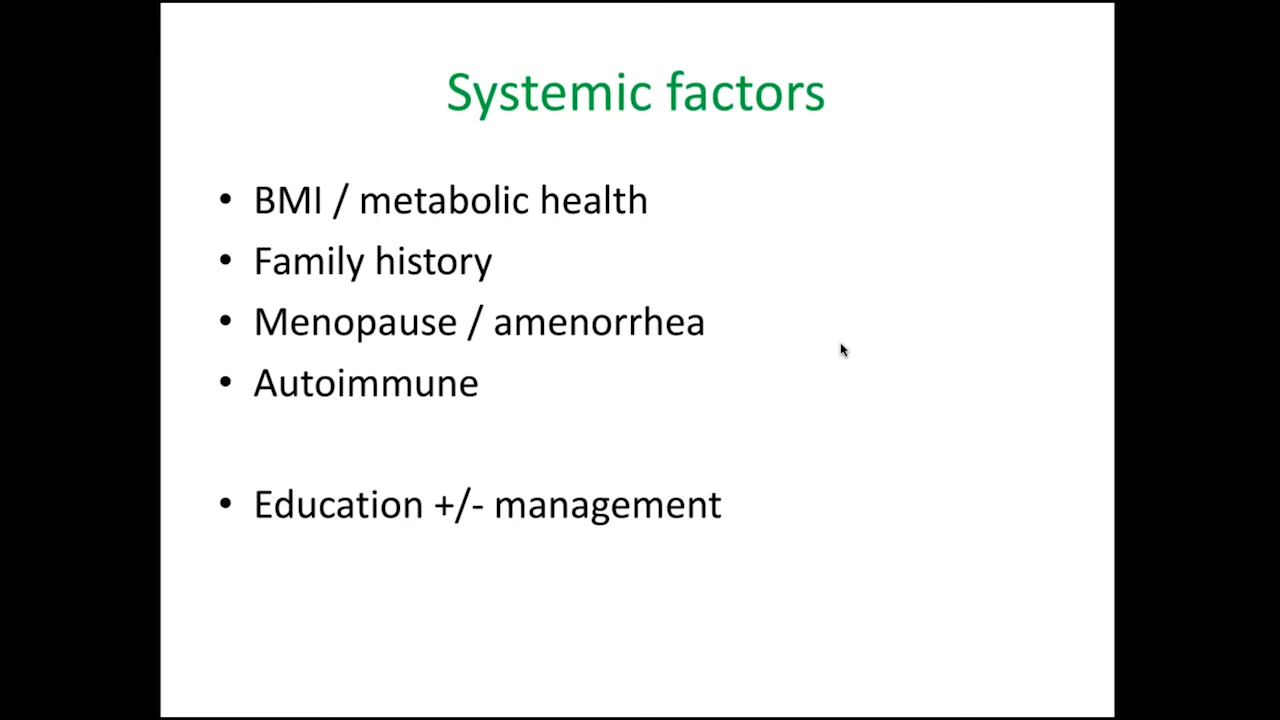 Systemic factors
• BMI / metabolic health
• Family history
• Menopause / amenorrhea
• Autoimmune
• Education +/- management